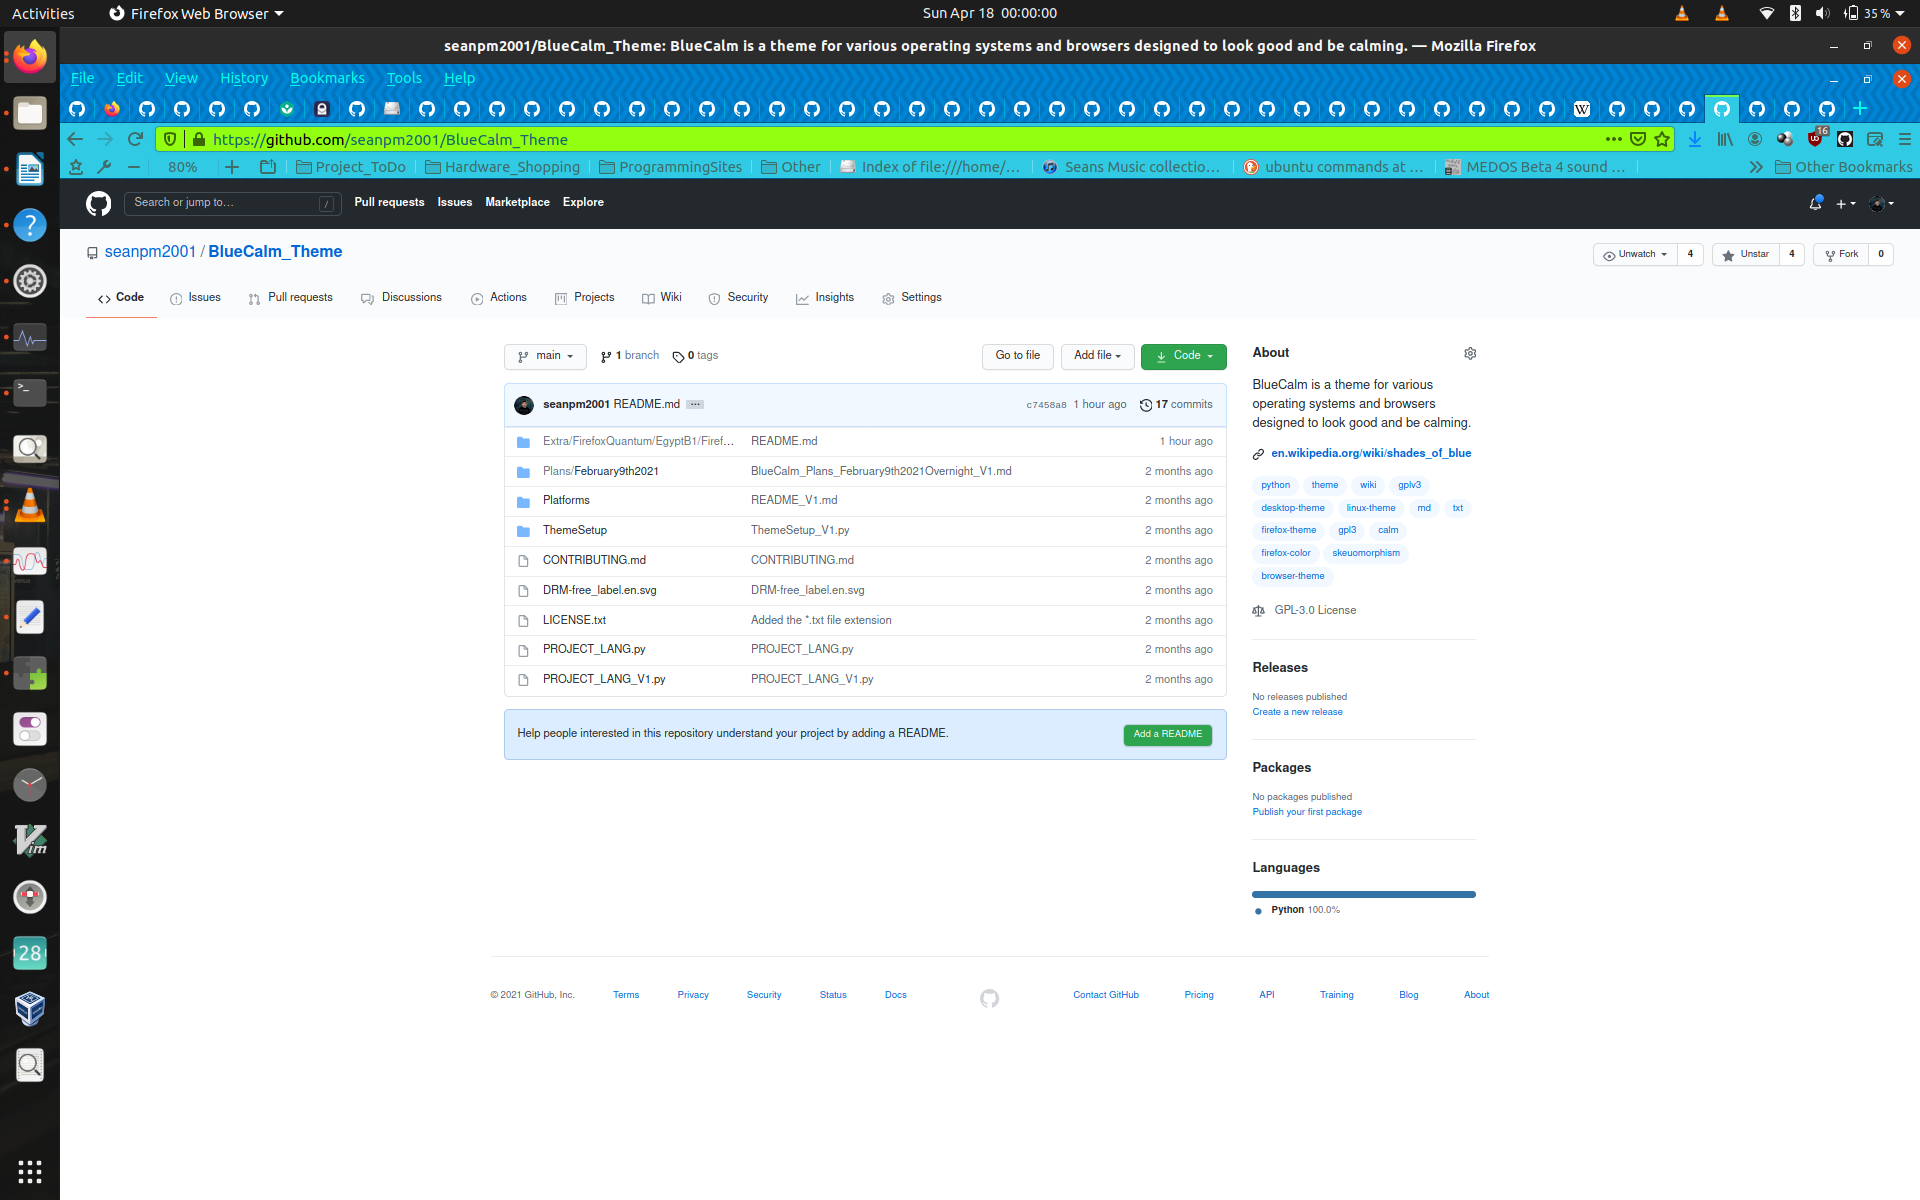 Activities Firefox Web Browser Sun Apr 18 00:00:00 35 %
seanpm2001/BlueCalm_Theme: BlueCalm is a theme for various operating systems and browsers designed to look good and be calming. — Mozilla Firefox
File Edit View History Bookmarks Tools Help
https://github.com/seanpm2001/BlueCalm_Theme 16
80% Project_ToDo Hardware_Shopping ProgrammingSites Other Index of file:///home/… Seans Music collectio… ubuntu commands at … MEDOS Beta 4 sound … Other Bookmarks
Search or jump to… / Pull requests Issues Marketplace Explore
seanpm2001 / BlueCalm_Theme Unwatch 4 Unstar 4 Fork 0
Code Issues Pull requests Discussions Actions Projects Wiki Security Insights Settings
main 1 branch 0 tags Go to file Add file Code
seanpm2001 README.md … c7458a8 1 hour ago 17 commits
Extra/FirefoxQuantum/EgyptB1/Firef… README.md 1 hour ago
Plans/February9th2021 BlueCalm_Plans_February9th2021Overnight_V1.md 2 months ago
Platforms README_V1.md 2 months ago
ThemeSetup ThemeSetup_V1.py 2 months ago
CONTRIBUTING.md CONTRIBUTING.md 2 months ago
DRM-free_label.en.svg DRM-free_label.en.svg 2 months ago
LICENSE.txt Added the *.txt file extension 2 months ago
PROJECT_LANG.py PROJECT_LANG.py 2 months ago
PROJECT_LANG_V1.py PROJECT_LANG_V1.py 2 months ago
Help people interested in this repository understand your project by adding a README. Add a README
About
BlueCalm is a theme for various
operating systems and browsers
designed to look good and be calming.
en.wikipedia.org/wiki/shades_of_blue
python theme wiki gplv3
desktop-theme linux-theme md txt
firefox-theme gpl3 calm
firefox-color skeuomorphism
browser-theme
GPL-3.0 License
Releases
No releases published
Create a new release
Packages
No packages published
Publish your first package
Languages
Python 100.0%
© 2021 GitHub, Inc. Terms Privacy Security Status Docs Contact GitHub Pricing API Training Blog About
28